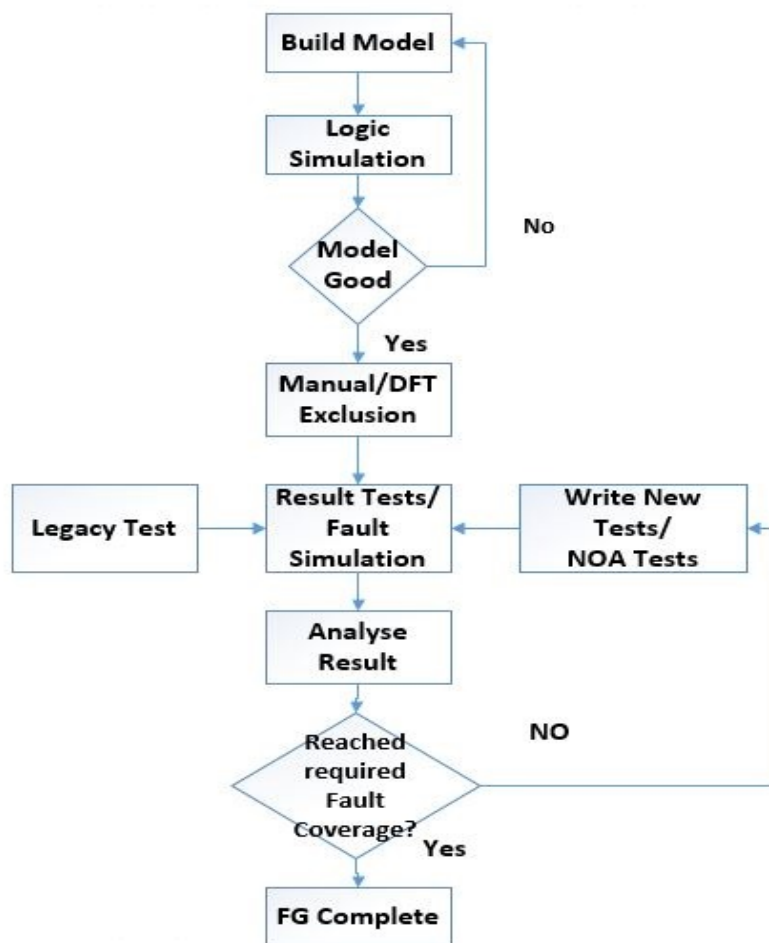 Build Model
Logic
Simulation
No
Model
Good
Yes
Manual/DFT
Exclusion
Legacy Test
Result Tests/
Fault
Simulation
Write New
Tests/
NOA Tests
Analyse
Result
NO
Reached
required
Fault
Coverage?
Yes
FG Complete